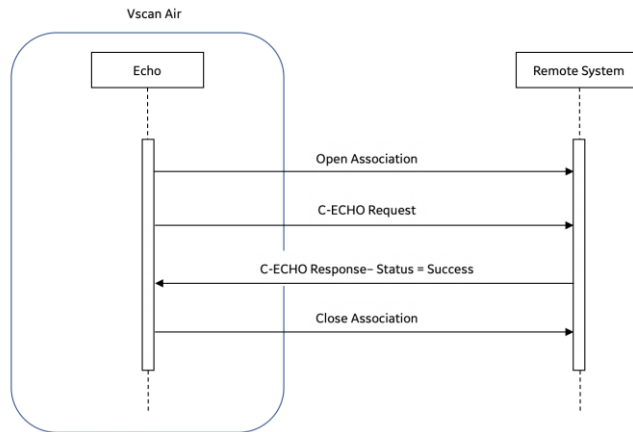 Vscan Air
Echo
Remote System
Open Association
C-ECHO Request
C-ECHO Response– Status = Success
Close Association